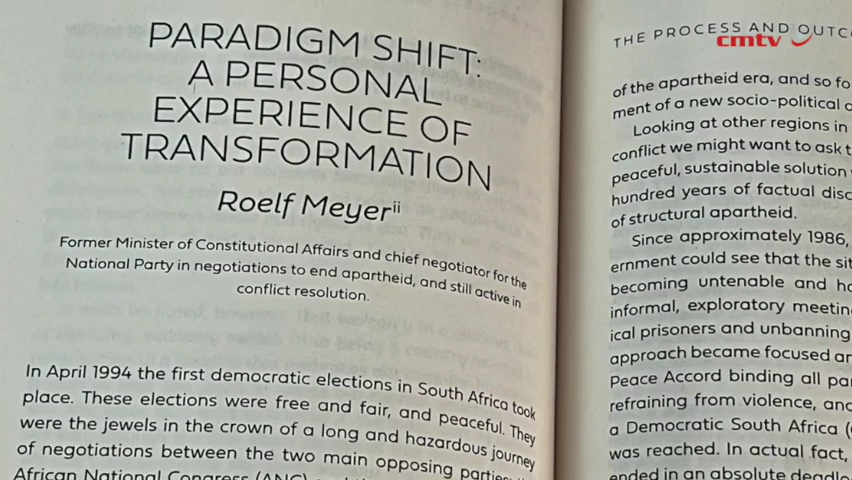 PARADIGM SHIFT:
A PERSONAL
EXPERIENCE OF
TRANSFORMATION
Roelf Meyerii
Former Minister of Constitutional Affairs and chief negotiator for the
National Party in negotiations to end apartheid, and still active in
conflict resolution.
In April 1994 the first democratic elections in South Africa took
place. These elections were free and fair, and peaceful. They
were the jewels in the crown of a long and hazardous journey
of negotiations between the two main opposing parties
African National Congress (ANC)
THE PROCESS AND OUTCO
cmtv
of the apartheid era, and so fo
ment of a new socio-political
Looking at other regions in
conflict we might want to ask t
peaceful, sustainable solution
hundred years of factual disc
of structural apartheid.
Since approximately 1986,
ernment could see that the sit
becoming untenable and
informal, exploratory meetin
ical prisoners and unbanning
approach became focused
Peace Accord binding all
refraining from violence,
a Democratic South Africa (
was reached. In actual fact,
ended in an absolute